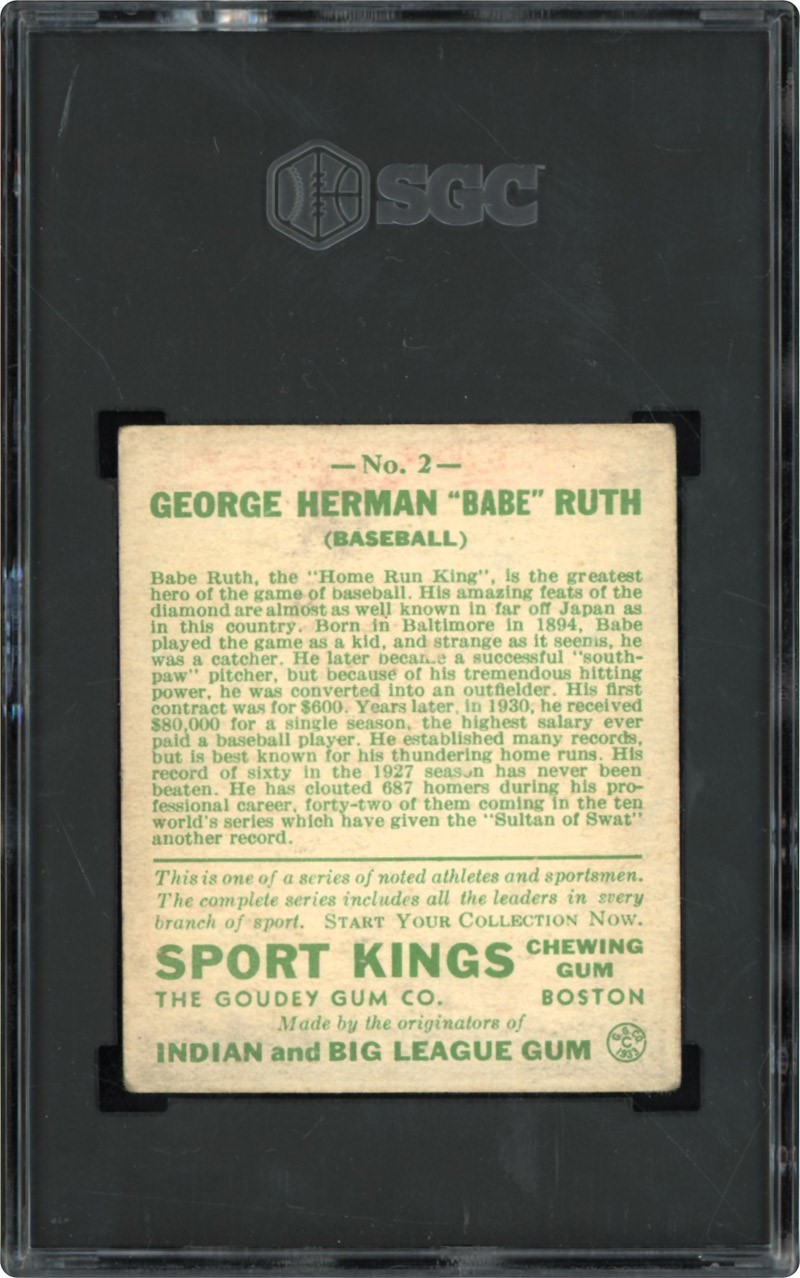 SGC
—No. 2—
GEORGE HERMAN "BABE" RUTH
(BASEBALL)
Babe Ruth, the "Home Run King", is the greatest
hero of the game of baseball. His amazing feats of the
diamond are almost as well known in far off Japan as
in this country. Born in Baltimore in 1894, Babe
played the game as a kid, and strange as it seems, he
was a catcher. He later became a successful "south-
paw" pitcher, but because of his tremendous hitting
power, he was converted into an outfielder. His first
contract was for $600. Years later, in 1930, he received
$80,000 for a single season, the highest salary ever
paid a baseball player. He established many records,
but is best known for his thundering home runs. His
record of sixty in the 1927 season has never been
beaten. He has clouted 687 homers during his pro-
fessional career, forty-two of them coming in the ten
world's series which have given the "Sultan of Swat"
another record.
This is one of a series of noted athletes and sportsmen.
The complete series includes all the leaders in every
branch of sport. START YOUR COLLECTION NOW.
SPORT KINGS CHEWING GUM
THE GOUDEY GUM CO. BOSTON
Made by the originators of
INDIAN and BIG LEAGUE GUM
G.G.CO.
C
1933